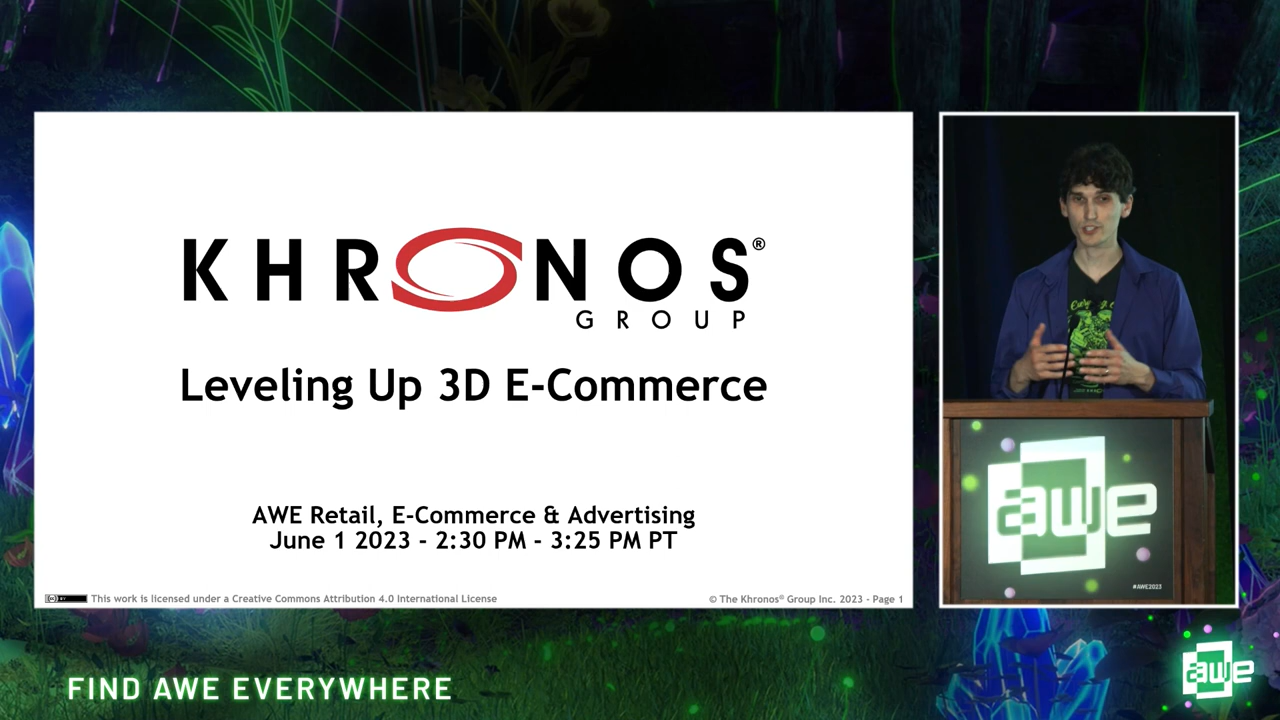 KHRONOS®
GROUP
Leveling Up 3D E-Commerce
AWE Retail, E-Commerce & Advertising
June 1 2023 - 2:30 PM - 3:25 PM PT
This work is licensed under a Creative Commons Attribution 4.0 International License
© The Khronos® Group Inc. 2023 - Page 1
awe
#AWE2023
FIND AWE EVERYWHERE
awe